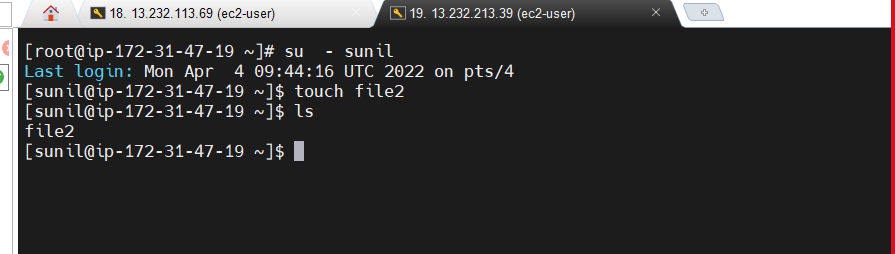 18. 13.232.113.69 (ec2-user)
19. 13.232.213.39 (ec2-user)
[root@ip-172-31-47-19 ~]# su  - sunil
Last login: Mon Apr  4 09:44:16 UTC 2022 on pts/4
[sunil@ip-172-31-47-19 ~]$ touch file2
[sunil@ip-172-31-47-19 ~]$ ls
file2
[sunil@ip-172-31-47-19 ~]$